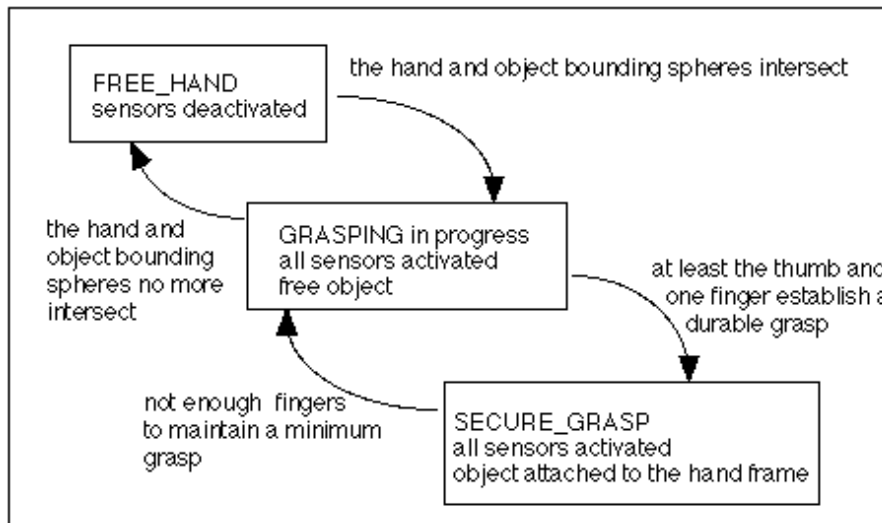 FREE_HAND
sensors deactivated
the hand and object bounding spheres intersect
the hand and
object bounding
spheres no more
intersect
GRASPING in progress
all sensors activated
free object
at least the thumb and
one finger establish a
durable grasp
not enough fingers
to maintain a minimum
grasp
SECURE_GRASP
all sensors activated
object attached to the hand frame